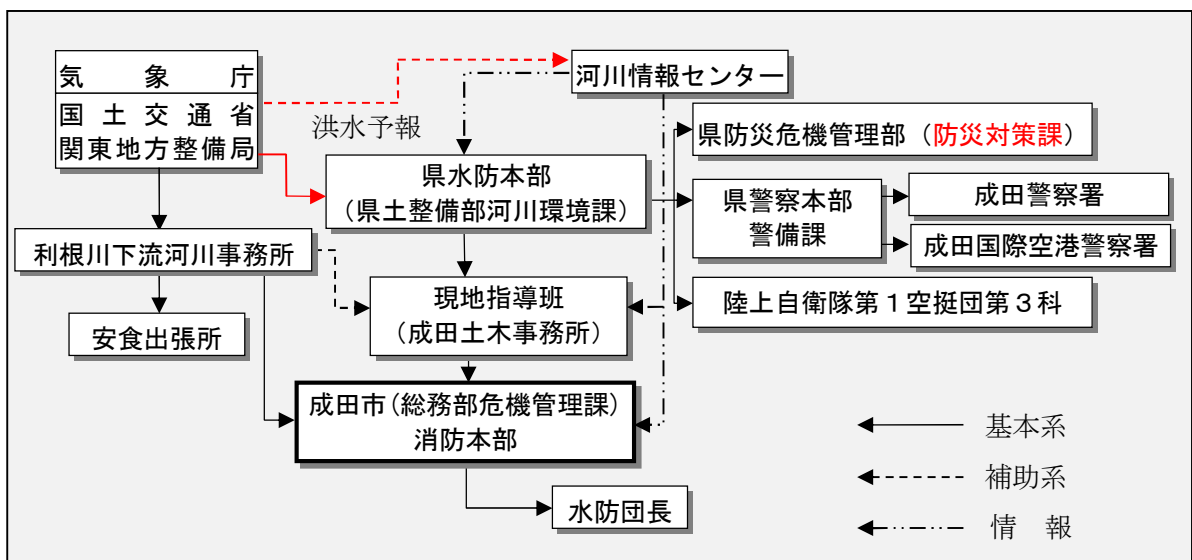 気象庁
国土交通省
関東地方整備局
河川情報センター
洪水予報
県防災危機管理部（防災対策課）
県水防本部
（県土整備部河川環境課）
県警察本部
警備課
成田警察署
成田国際空港警察署
利根川下流河川事務所
現地指導班
（成田土木事務所）
陸上自衛隊第１空挺団第３科
安食出張所
成田市（総務部危機管理課）
消防本部
水防団長
基本系
補助系
情　報